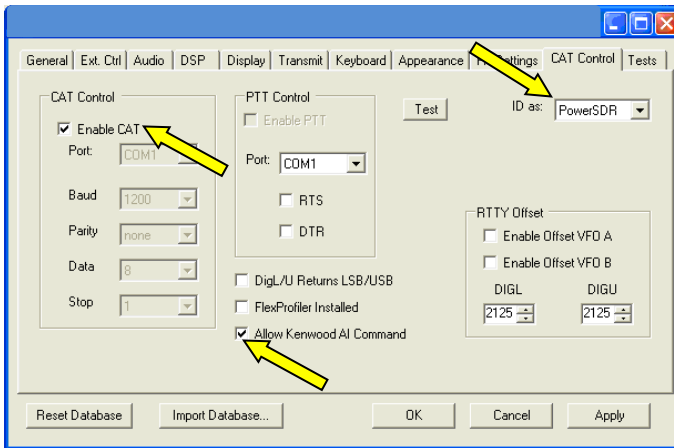 General Ext. Ctrl Audio DSP Display Transmit Keyboard Appearance ettings CAT Control Tests
CAT Control
Enable CAT
Port: COM1
Baud 1200
Parity none
Data 8
Stop 1
PTT Control
Enable PTT
Port: COM1
RTS
DTR
Test
ID as: PowerSDR
DigL/U Returns LSB/USB
FlexProfiler Installed
Allow Kenwood AI Command
RTTY Offset
Enable Offset VFO A
Enable Offset VFO B
DIGL DIGU
2125 2125
Reset Database Import Database... OK Cancel Apply